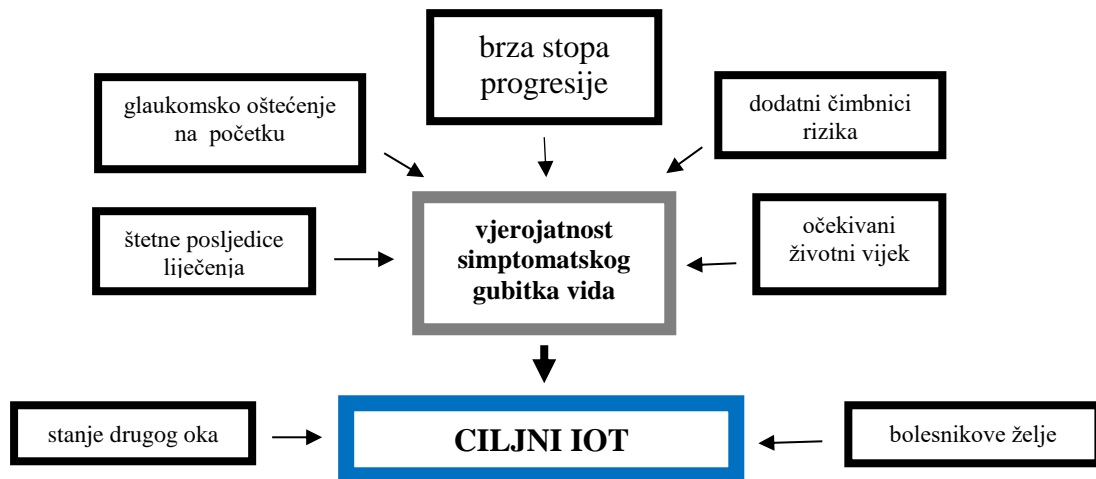 brza stopa
progresije
glaukomsko oštećenje
na početku
dodatni čimbnici
rizika
štetne posljedice
liječenja
vjerojatnost
simptomatskog
gubitka vida
očekivani
životni vijek
stanje drugog oka
CILJNI IOT
bolesnikove želje